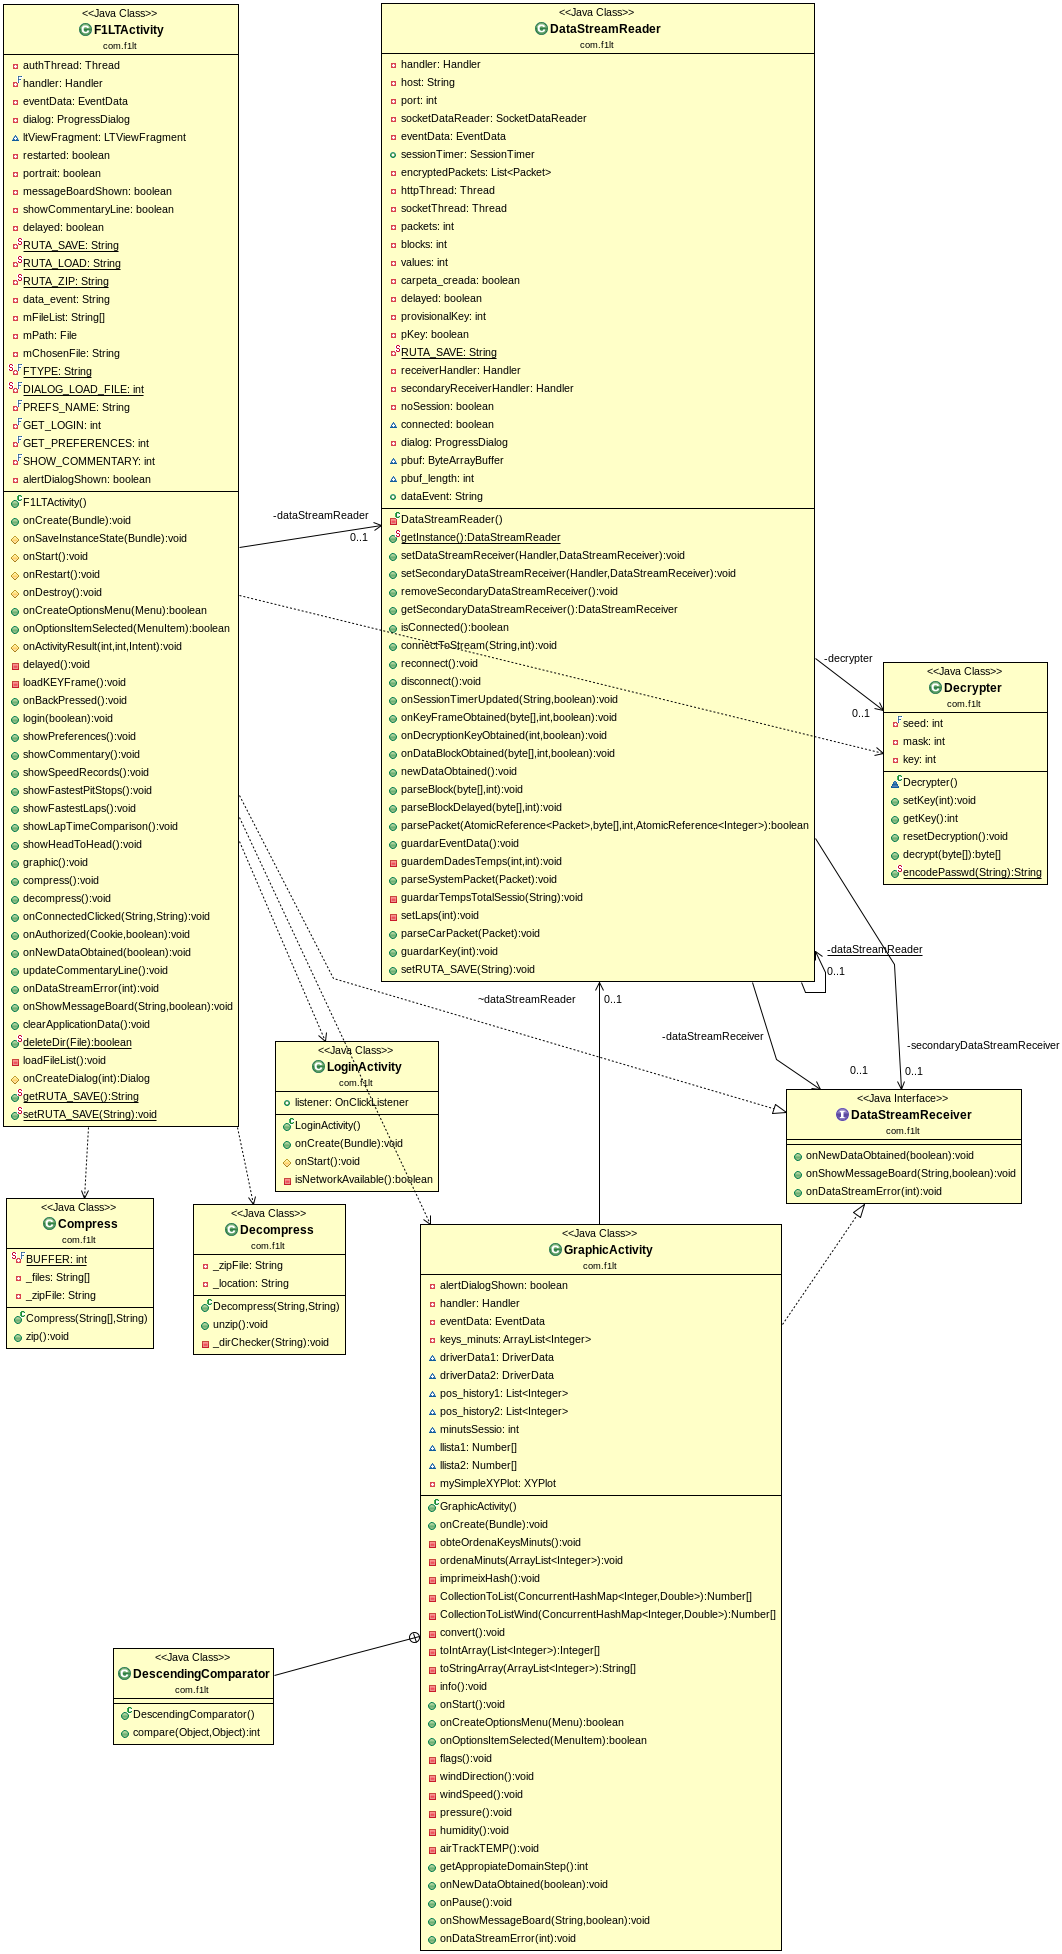 <<Java Class>>
F1LTActivity
com.f1lt
authThread: Thread
handler: Handler
eventData: EventData
dialog: ProgressDialog
ltViewFragment: LTViewFragment
restarted: boolean
portrait: boolean
messageBoardShown: boolean
showCommentaryLine: boolean
delayed: boolean
RUTA_SAVE: String
RUTA_LOAD: String
RUTA_ZIP: String
data_event: String
mFileList: String[]
mPath: File
mChosenFile: String
FTYPE: String
DIALOG_LOAD_FILE: int
PREFS_NAME: String
GET_LOGIN: int
GET_PREFERENCES: int
SHOW_COMMENTARY: int
alertDialogShown: boolean
F1LTActivity()
onCreate(Bundle):void
onSaveInstanceState(Bundle):void
onStart():void
onRestart():void
onDestroy():void
onCreateOptionsMenu(Menu):boolean
onOptionsItemSelected(MenuItem):boolean
onActivityResult(int,int,Intent):void
delayed():void
loadKEYFrame():void
onBackPressed():void
login(boolean):void
showPreferences():void
showCommentary():void
showSpeedRecords():void
showFastestPitStops():void
showFastestLaps():void
showLapTimeComparison():void
showHeadToHead():void
graphic():void
compress():void
decompress():void
onConnectedClicked(String,String):void
onAuthorized(Cookie,boolean):void
onNewDataObtained(boolean):void
updateCommentaryLine():void
onDataStreamError(int):void
onShowMessageBoard(String,boolean):void
clearApplicationData():void
deleteDir(File):boolean
loadFileList():void
onCreateDialog(int):Dialog
getRUTA_SAVE():String
setRUTA_SAVE(String):void
<<Java Class>>
DataStreamReader
com.f1lt
handler: Handler
host: String
port: int
socketDataReader: SocketDataReader
eventData: EventData
sessionTimer: SessionTimer
encryptedPackets: List<Packet>
httpThread: Thread
socketThread: Thread
packets: int
blocks: int
values: int
carpeta_creada: boolean
delayed: boolean
provisionalKey: int
pKey: boolean
RUTA_SAVE: String
receiverHandler: Handler
secondaryReceiverHandler: Handler
noSession: boolean
connected: boolean
dialog: ProgressDialog
pbuf: ByteArrayBuffer
pbuf_length: int
dataEvent: String
DataStreamReader()
getInstance():DataStreamReader
setDataStreamReceiver(Handler,DataStreamReceiver):void
setSecondaryDataStreamReceiver(Handler,DataStreamReceiver):void
removeSecondaryDataStreamReceiver():void
getSecondaryDataStreamReceiver():DataStreamReceiver
isConnected():boolean
connectToStream(String,int):void
reconnect():void
disconnect():void
onSessionTimerUpdated(String,boolean):void
onKeyFrameObtained(byte[],int,boolean):void
onDecryptionKeyObtained(int,boolean):void
onDataBlockObtained(byte[],int,boolean):void
newDataObtained():void
parseBlock(byte[],int):void
parseBlockDelayed(byte[],int):void
parsePacket(AtomicReference<Packet>,byte[],int,AtomicReference<Integer>):boolean
guardarEventData():void
guardemDadesTemps(int,int):void
parseSystemPacket(Packet):void
guardarTempsTotalSessio(String):void
setLaps(int):void
parseCarPacket(Packet):void
guardarKey(int):void
setRUTA_SAVE(String):void
-dataStreamReader
0..1
-decrypter
0..1
<<Java Class>>
Decrypter
com.f1lt
seed: int
mask: int
key: int
Decrypter()
setKey(int):void
getKey():int
resetDecryption():void
decrypt(byte[]):byte[]
encodePasswd(String):String
-dataStreamReader
0..1
~dataStreamReader
0..1
-dataStreamReceiver
0..1
-secondaryDataStreamReceiver
0..1
<<Java Class>>
LoginActivity
com.f1lt
listener: OnClickListener
LoginActivity()
onCreate(Bundle):void
onStart():void
isNetworkAvailable():boolean
<<Java Interface>>
DataStreamReceiver
com.f1lt
onNewDataObtained(boolean):void
onShowMessageBoard(String,boolean):void
onDataStreamError(int):void
<<Java Class>>
Compress
com.f1lt
BUFFER: int
_files: String[]
_zipFile: String
Compress(String[],String)
zip():void
<<Java Class>>
Decompress
com.f1lt
_zipFile: String
_location: String
Decompress(String,String)
unzip():void
_dirChecker(String):void
<<Java Class>>
GraphicActivity
com.f1lt
alertDialogShown: boolean
handler: Handler
eventData: EventData
keys_minuts: ArrayList<Integer>
driverData1: DriverData
driverData2: DriverData
pos_history1: List<Integer>
pos_history2: List<Integer>
minutsSessio: int
llista1: Number[]
llista2: Number[]
mySimpleXYPlot: XYPlot
GraphicActivity()
onCreate(Bundle):void
obteOrdenaKeysMinuts():void
ordenaMinuts(ArrayList<Integer>):void
imprimeixHash():void
CollectionToList(ConcurrentHashMap<Integer,Double>):Number[]
CollectionToListWind(ConcurrentHashMap<Integer,Double>):Number[]
convert():void
toIntArray(List<Integer>):Integer[]
toStringArray(ArrayList<Integer>):String[]
info():void
onStart():void
onCreateOptionsMenu(Menu):boolean
onOptionsItemSelected(MenuItem):boolean
flags():void
windDirection():void
windSpeed():void
pressure():void
humidity():void
airTrackTEMP():void
getAppropiateDomainStep():int
onNewDataObtained(boolean):void
onPause():void
onShowMessageBoard(String,boolean):void
onDataStreamError(int):void
<<Java Class>>
DescendingComparator
com.f1lt
DescendingComparator()
compare(Object,Object):int